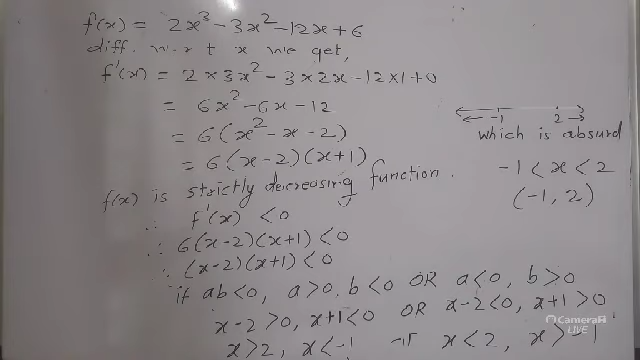 f(x) = 2x³ - 3x² - 12x + 6
diff. w.r.t x we get,
f'(x) = 2×3x² - 3×2x - 12×1+0
= 6x² - 6x - 12
= 6(x² - x - 2)
= 6(x-2)(x+1)
-1 2
which is absurd
-1 < x < 2
(-1, 2)
f(x) is strictly decreasing function.
∴ f'(x) < 0
∴ 6(x-2)(x+1) < 0
∴ (x-2)(x+1) < 0
if ab<0, a>0, b<0 OR a<0, b>0
x-2>0, x+1<0 OR x-2<0, x+1>0
x>2, x<-1 x<2, x>-1
CameraFi
LIVE